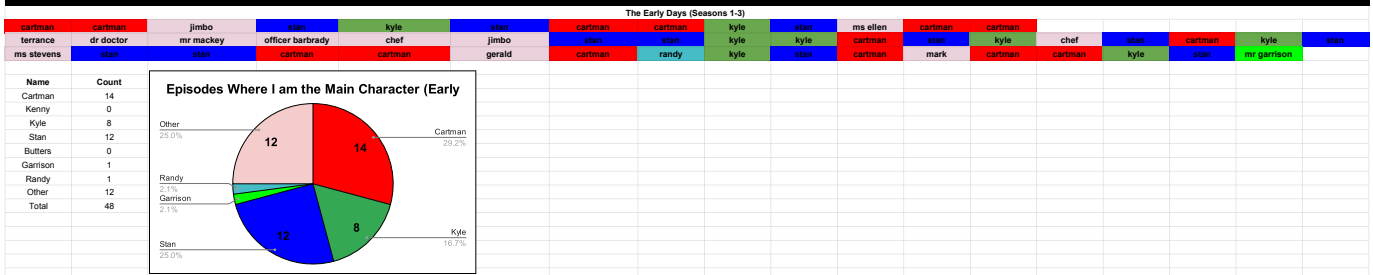 The Early Days (Seasons 1-3)
cartman cartman jimbo stan kyle stan cartman cartman kyle stan ms ellen cartman cartman
terrance dr doctor mr mackey officer barbrady chef jimbo stan stan kyle kyle cartman stan kyle chef stan cartman kyle stan
ms stevens stan stan cartman cartman gerald cartman randy kyle stan cartman mark cartman cartman kyle stan mr garrison
Name Count
Cartman 14
Kenny 0
Kyle 8
Stan 12
Butters 0
Garrison 1
Randy 1
Other 12
Total 48
Episodes Where I am the Main Character (Early
Other
25.0%
12
Cartman
29.2%
14
Randy
2.1%
Garrison
2.1%
Stan
25.0%
12
8
Kyle
16.7%